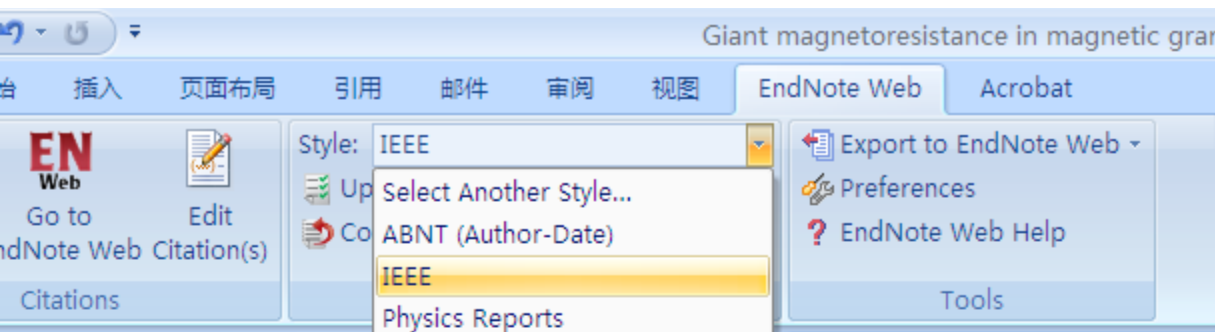 Giant magnetoresistance in magnetic
插入 页面布局 引用 邮件 审阅 视图 EndNote Web Acrobat
EN
Web
Go to
Web
Edit
Citation(s)
Citations
Style: IEEE
Select Another Style...
ABNT (Author-Date)
IEEE
Physics Reports
Export to EndNote Web
Preferences
EndNote Web Help
Tools